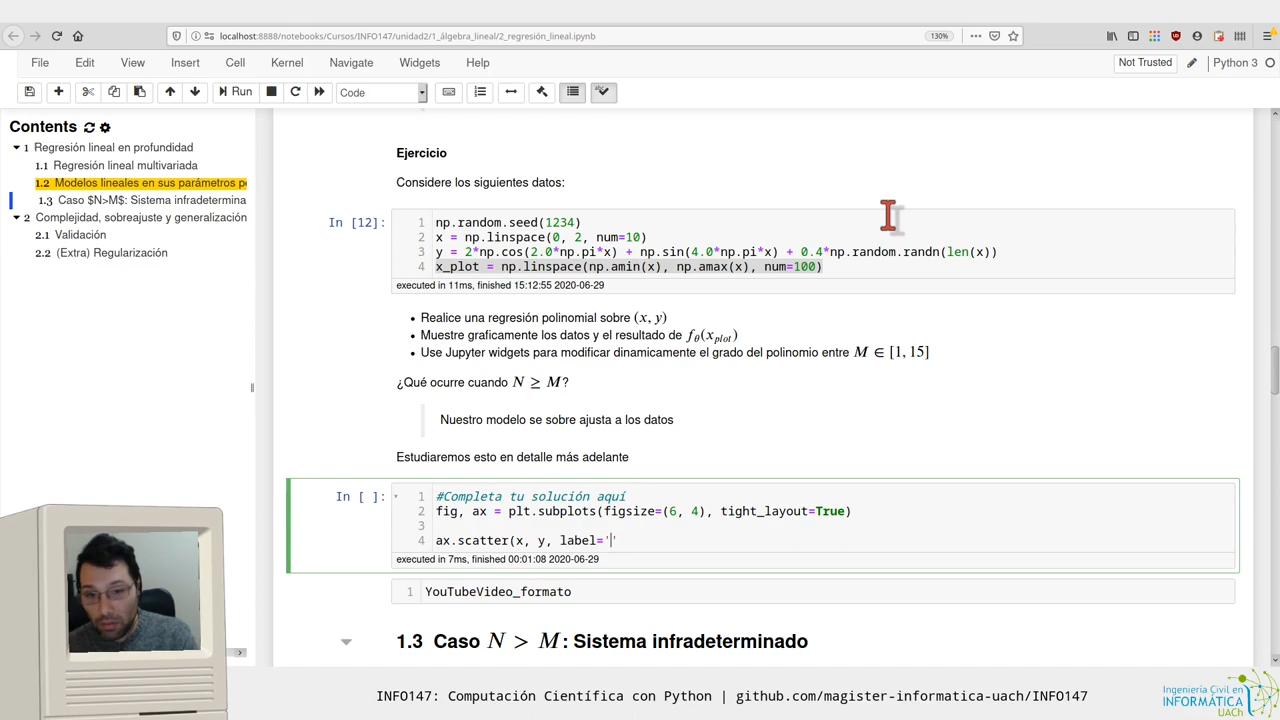 localhost:8888/notebooks/Cursos/INFO147/unidad2/1_álgebra_lineal/2_regresión_lineal.ipynb
130%
File Edit View Insert Cell Kernel Navigate Widgets Help
Not Trusted
Python 3
Run
Code
Contents
1 Regresión lineal en profundidad
1.1 Regresión lineal multivariada
1.2 Modelos lineales en sus parámetros p
1.3 Caso $N>M$: Sistema infradetermina
2 Complejidad, sobreajuste y generalización
2.1 Validación
2.2 (Extra) Regularización
Ejercicio
Considere los siguientes datos:
In [12]:
1 np.random.seed(1234)
2 x = np.linspace(0, 2, num=10)
3 y = 2*np.cos(2.0*np.pi*x) + np.sin(4.0*np.pi*x) + 0.4*np.random.randn(len(x))
4 x_plot = np.linspace(np.amin(x), np.amax(x), num=100)
executed in 11ms, finished 15:12:55 2020-06-29
• Realice una regresión polinomial sobre (x, y)
• Muestre graficamente los datos y el resultado de fθ(xplot)
• Use Jupyter widgets para modificar dinamicamente el grado del polinomio entre M ∈ [1, 15]
¿Qué ocurre cuando N ≥ M?
Nuestro modelo se sobre ajusta a los datos
Estudiaremos esto en detalle más adelante
In [ ]:
1 #Completa tu solución aquí
2 fig, ax = plt.subplots(figsize=(6, 4), tight_layout=True)
3
4 ax.scatter(x, y, label=''
executed in 7ms, finished 00:01:08 2020-06-29
1 YouTubeVideo_formato
1.3 Caso N > M: Sistema infradeterminado
INFO147: Computación Científica con Python | github.com/magister-informatica-uach/INFO147
Ingeniería Civil en
INFORMÁTICA
UACh